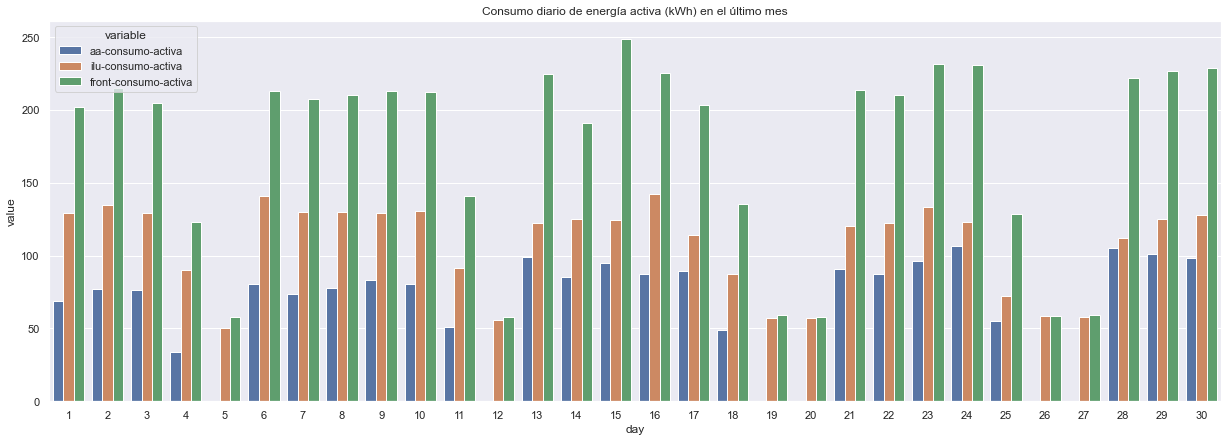 Consumo diario de energía activa (kWh) en el último mes
variable
aa-consumo-activa
ilu-consumo-activa
front-consumo-activa
value
250
200
150
100
50
0
1 2 3 4 5 6 7 8 9 10 11 12 13 14 15 16 17 18 19 20 21 22 23 24 25 26 27 28 29 30
day